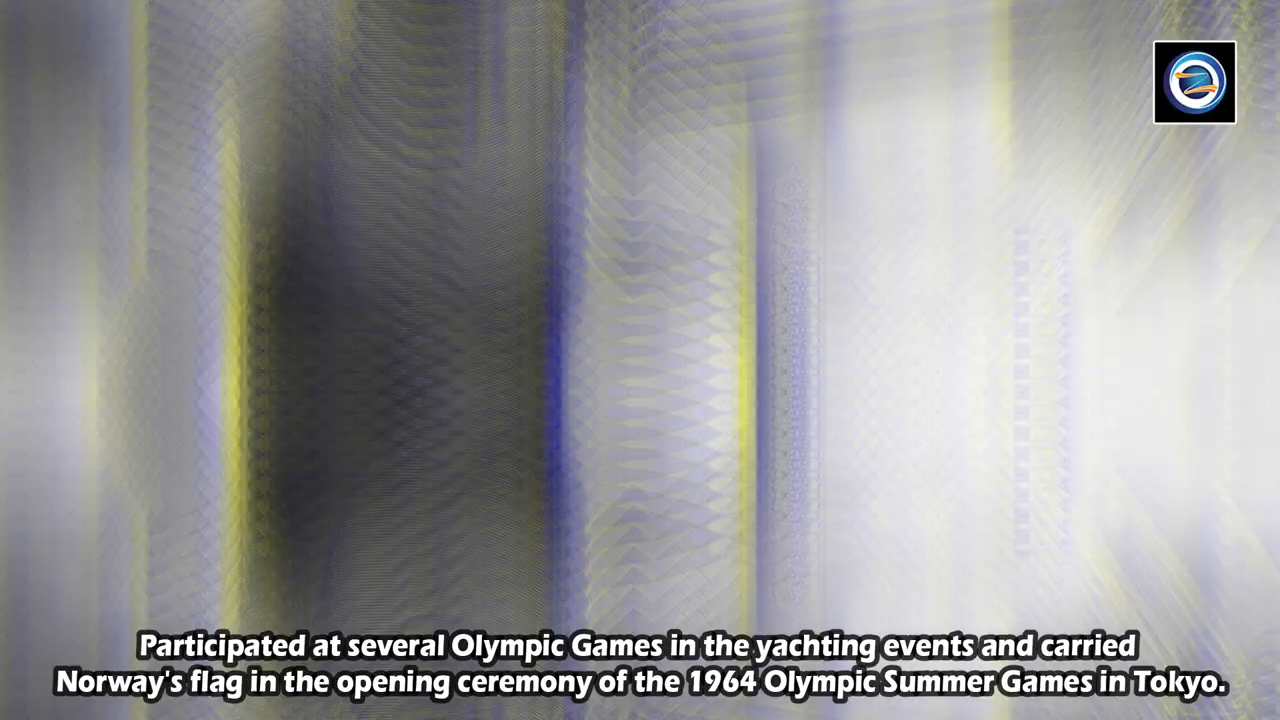 Participated at several Olympic Games in the yachting events and carried
Norway's flag in the opening ceremony of the 1964 Olympic Summer Games in Tokyo.